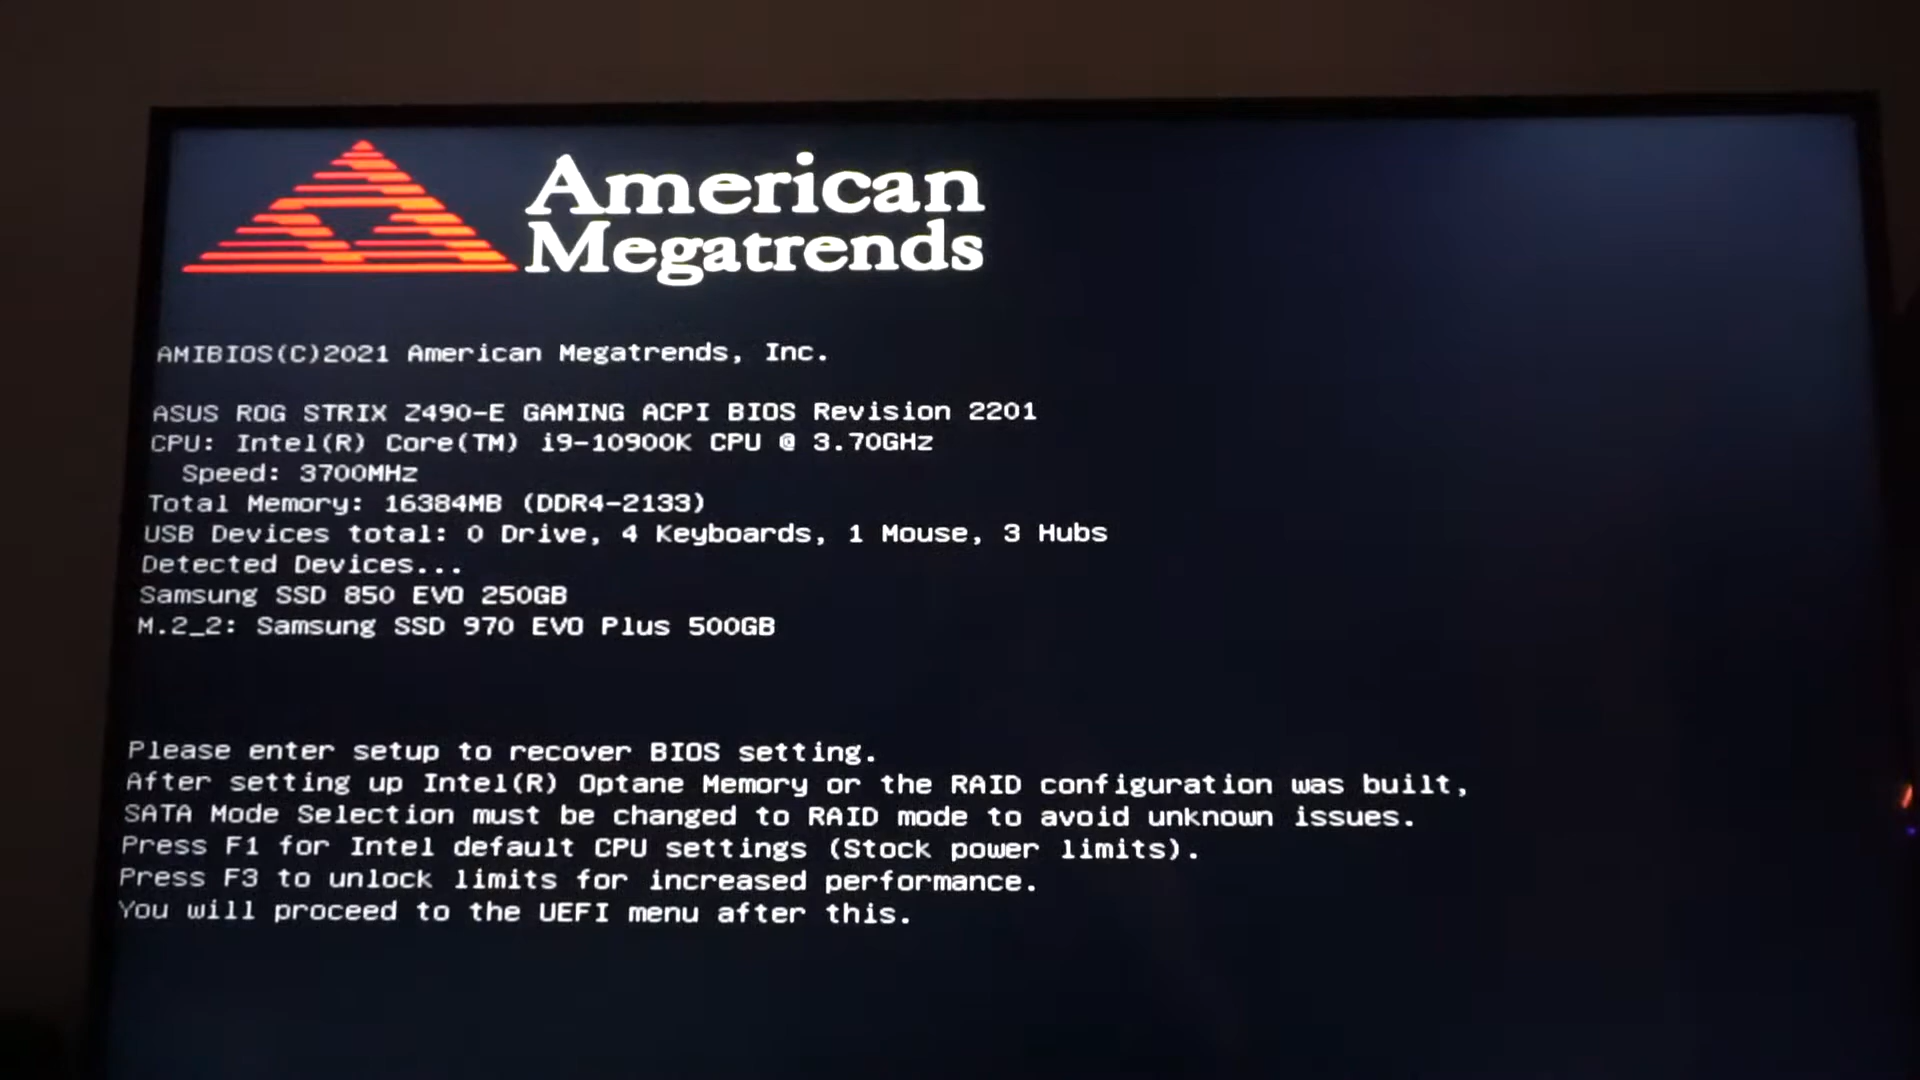 American
Megatrends
AMIBIOS(C)2021 American Megatrends, Inc.
ASUS ROG STRIX Z490-E GAMING ACPI BIOS Revision 2201
CPU: Intel(R) Core(TM) i9-10900K CPU @ 3.70GHz
Speed: 3700MHz
Total Memory: 16384MB (DDR4-2133)
USB Devices total: 0 Drive, 4 Keyboards, 1 Mouse, 3 Hubs
Detected Devices...
Samsung SSD 850 EVO 250GB
M.2_2: Samsung SSD 970 EVO Plus 500GB
Please enter setup to recover BIOS setting.
After setting up Intel(R) Optane Memory or the RAID configuration was built,
SATA Mode Selection must be changed to RAID mode to avoid unknown issues.
Press F1 for Intel default CPU settings (Stock power limits).
Press F3 to unlock limits for increased performance.
You will proceed to the UEFI menu after this.